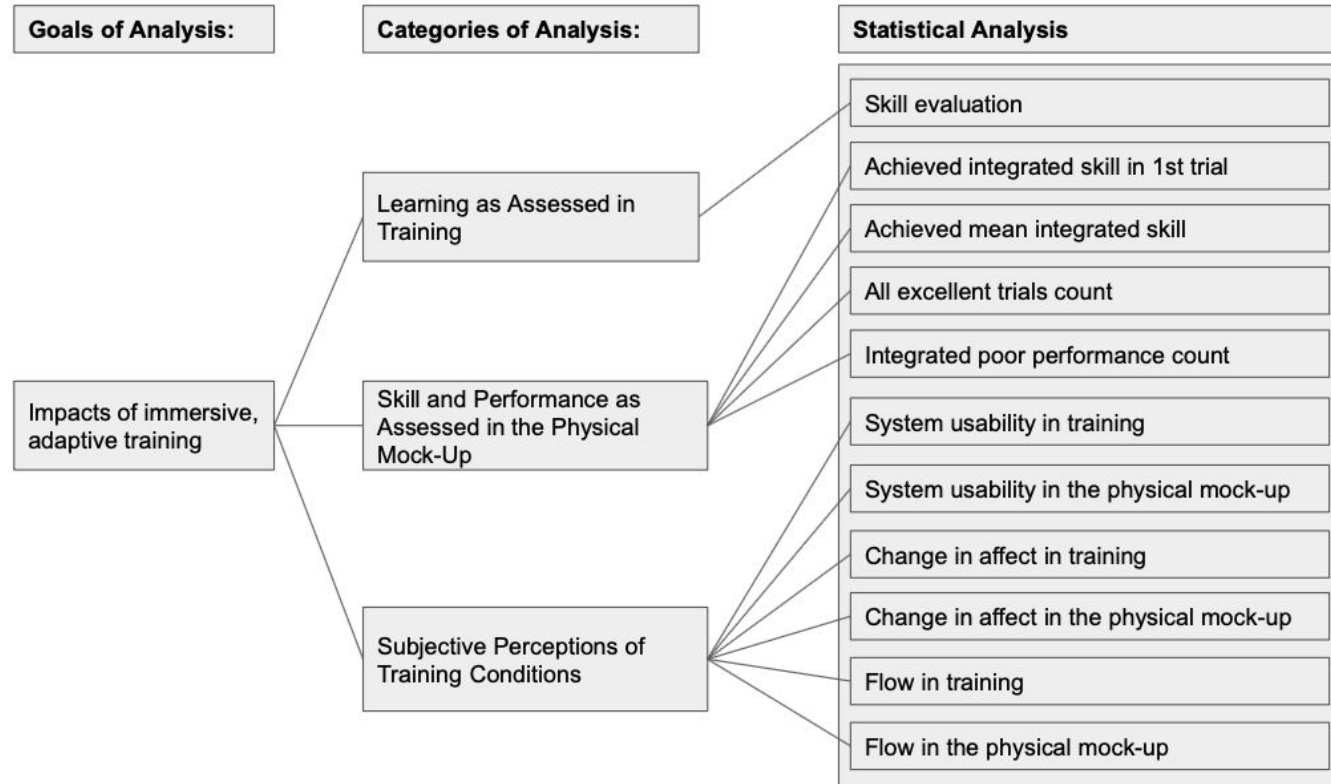 Goals of Analysis:
Categories of Analysis:
Statistical Analysis
Impacts of immersive,
adaptive training
Learning as Assessed in
Training
Skill and Performance as
Assessed in the Physical
Mock-Up
Subjective Perceptions of
Training Conditions
Skill evaluation
Achieved integrated skill in 1st trial
Achieved mean integrated skill
All excellent trials count
Integrated poor performance count
System usability in training
System usability in the physical mock-up
Change in affect in training
Change in affect in the physical mock-up
Flow in training
Flow in the physical mock-up